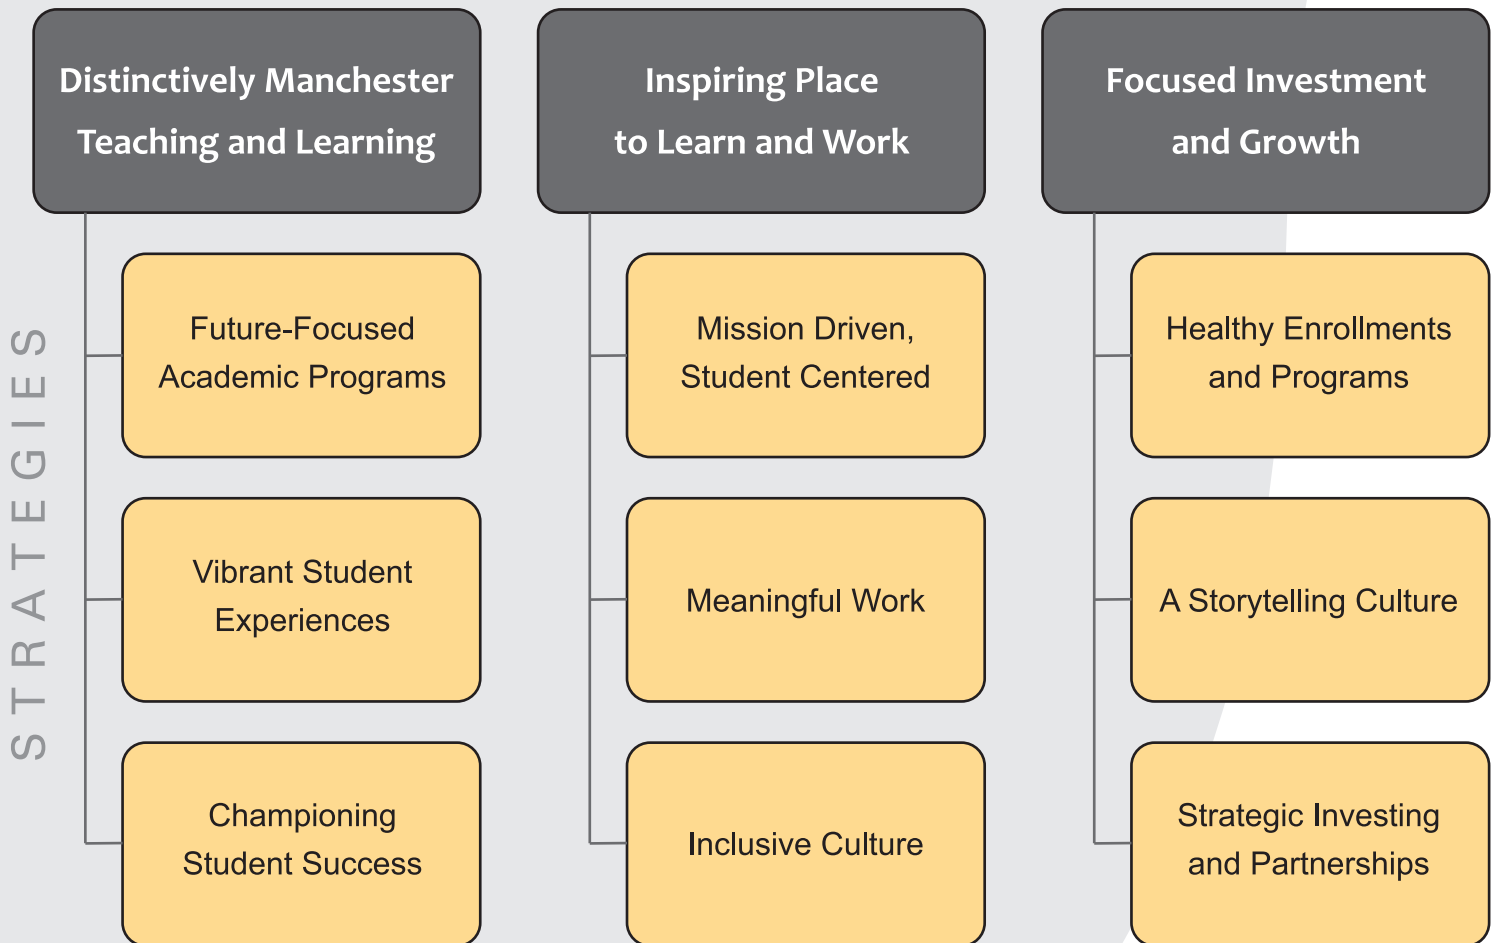 STRATEGIES
Distinctively Manchester
Teaching and Learning
Future-Focused
Academic Programs
Vibrant Student
Experiences
Championing
Student Success
Inspiring Place
to Learn and Work
Mission Driven,
Student Centered
Meaningful Work
Inclusive Culture
Focused Investment
and Growth
Healthy Enrollments
and Programs
A Storytelling Culture
Strategic Investing
and Partnerships